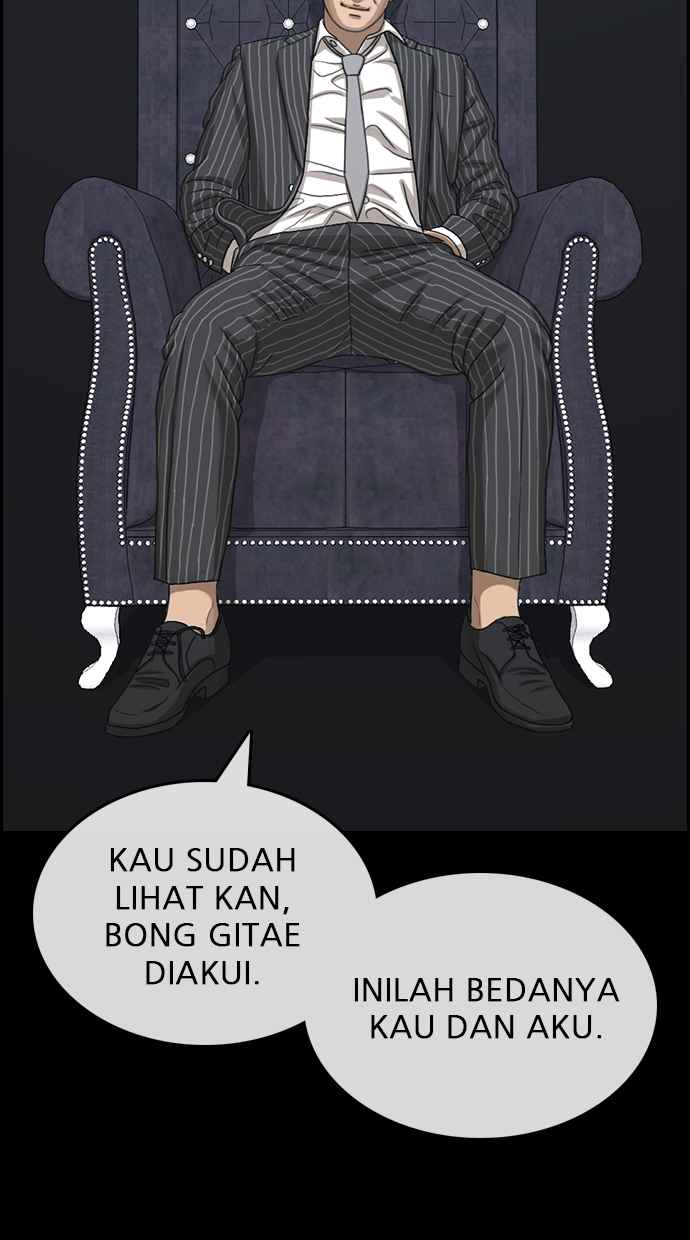 KAU SUDAH
LIHAT KAN,
BONG GITAE
DIAKUI.
INILAH BEDANYA
KAU DAN AKU.